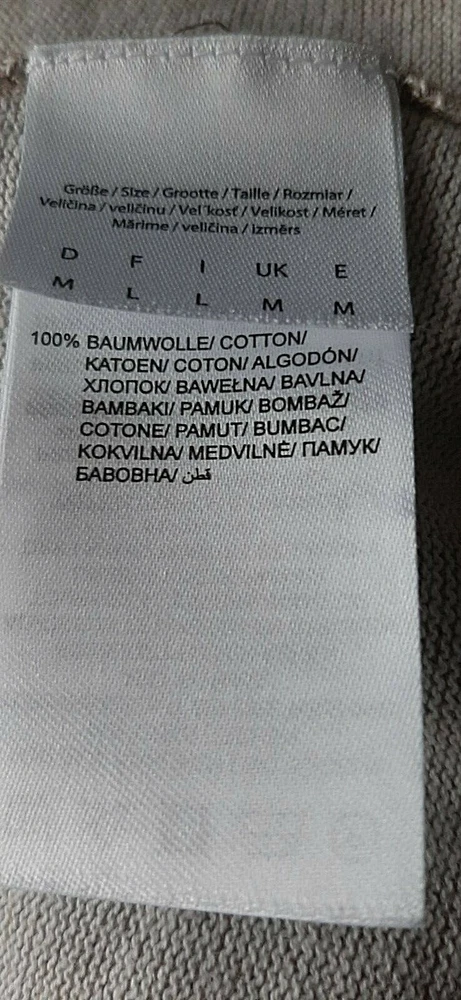 Größe / Size / Grootte / Taille / Rozmiar /
Veličina / veličinu / Veľkosť / Velikost / Méret /
Mărime / veličina / Izmērs
D F I UK E
M L L M M
100% BAUMWOLLE/ COTTON/
KATOEN/ COTON/ ALGODÓN/
ХЛОПОК/ BAWEŁNA/ BAVLNA/
BAMBAKI/ PAMUK/ BOMBAŽ/
COTONE/ PAMUT/ BUMBAC/
KOKVILNA/ MEDVILNĖ/ ПАМУК/
БАВОВНА/ قطن